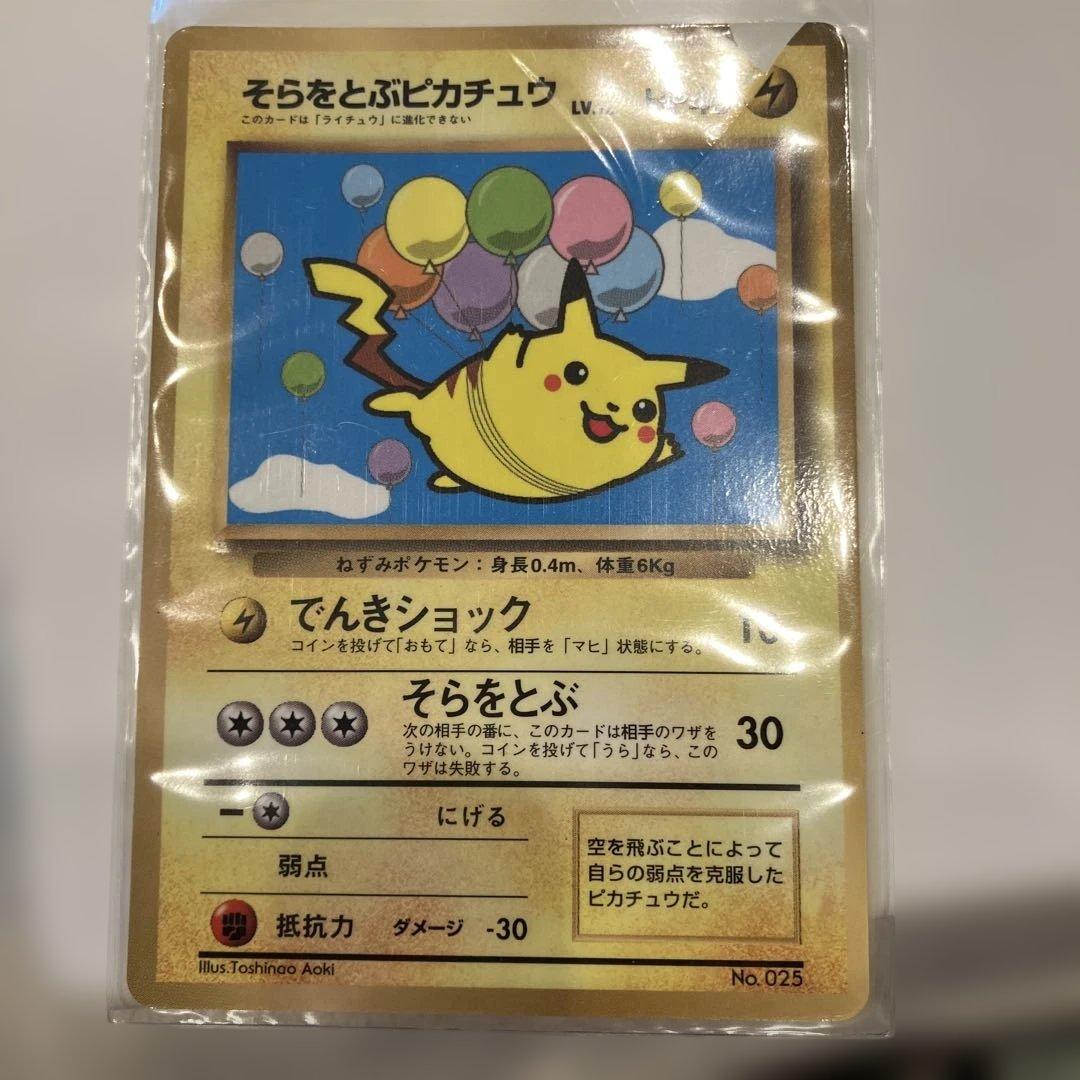 そらをとぶピカチュウ LV.12
このカードは「ライチュウ」に進化できない
ねずみポケモン：身長0.4m、体重6Kg
でんきショック 10
コインを投げて「おもて」なら、相手を「マヒ」状態にする。
そらをとぶ
次の相手の番に、このカードは相手のワザを
うけない。コインを投げて「うら」なら、この
ワザは失敗する。
30
にげる
弱点
抵抗力 ダメージ -30
空を飛ぶことによって
自らの弱点を克服した
ピカチュウだ。
Illus.Toshinao Aoki
No. 025